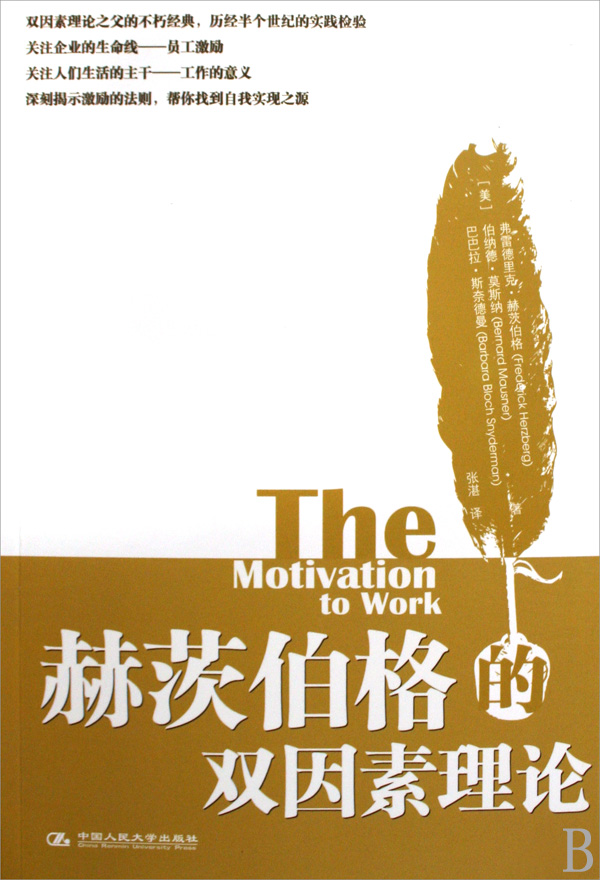 双因素理论之父的不朽经典，历经半个世纪的实践检验
关注企业的生命线——员工激励
关注人们生活的主干——工作的意义
深刻揭示激励的法则，帮你找到自我实现之源
[美]
弗雷德里克·赫茨伯格(Frederick Herzberg)
伯纳德·莫斯纳(Bernard Mausner)
巴巴拉·斯奈德曼(Barbara Bloch Snyderman)
·著
张湛 译
The
Motivation
to Work
赫茨伯格的
双因素理论
中国人民大学出版社
China Renmin University Press
B